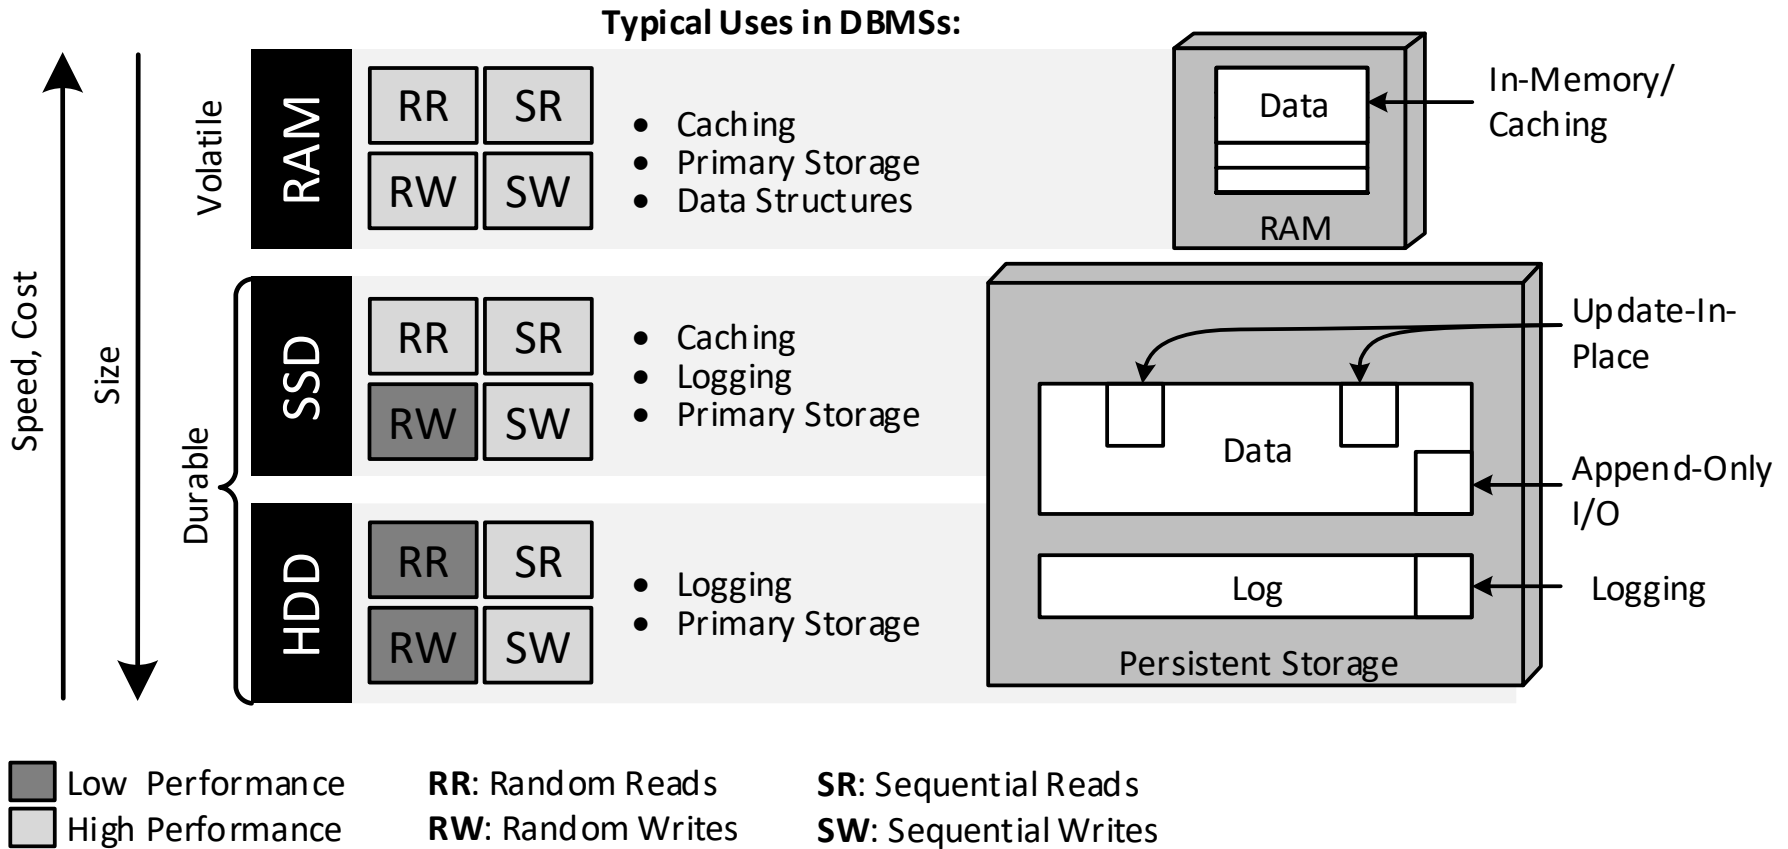 Typical Uses in DBMSs:
Speed, Cost
Size
Volatile
Durable
RAM
RR
SR
RW
SW
• Caching
• Primary Storage
• Data Structures
Data
RAM
In-Memory/
Caching
SSD
RR
SR
RW
SW
• Caching
• Logging
• Primary Storage
HDD
RR
SR
RW
SW
• Logging
• Primary Storage
Data
Log
Persistent Storage
Update-In-
Place
Append-Only
I/O
Logging
Low Performance
RR: Random Reads
SR: Sequential Reads
High Performance
RW: Random Writes
SW: Sequential Writes